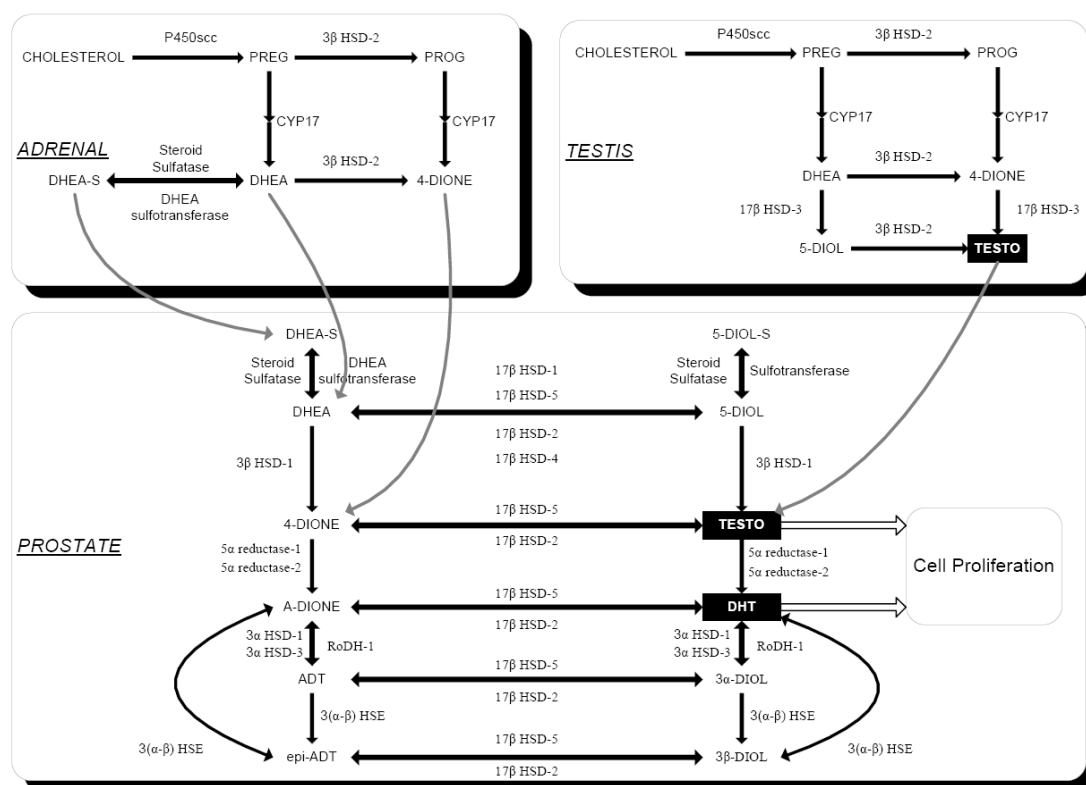 P450scc
3β HSD-2
CHOLESTEROL
PREG
PROG
CYP17
CYP17
ADRENAL
Steroid
Sulfatase
3β HSD-2
DHEA-S
DHEA
4-DIONE
DHEA
sulfotransferase
P450scc
3β HSD-2
CHOLESTEROL
PREG
PROG
CYP17
CYP17
TESTIS
3β HSD-2
DHEA
4-DIONE
17β HSD-3
17β HSD-3
3β HSD-2
5-DIOL
TESTO
DHEA-S
5-DIOL-S
Steroid
Sulfatase
DHEA
sulfotransferase
17β HSD-1
Steroid
Sulfatase
Sulfotransferase
17β HSD-5
DHEA
5-DIOL
17β HSD-2
17β HSD-4
3β HSD-1
3β HSD-1
17β HSD-5
4-DIONE
TESTO
17β HSD-2
PROSTATE
5α reductase-1
5α reductase-2
5α reductase-1
5α reductase-2
Cell Proliferation
17β HSD-5
A-DIONE
DHT
17β HSD-2
3α HSD-1
3α HSD-3
RoDH-1
3α HSD-1
3α HSD-3
RoDH-1
17β HSD-5
ADT
3α-DIOL
17β HSD-2
3(α-β) HSE
3(α-β) HSE
17β HSD-5
3(α-β) HSE
epi-ADT
3β-DIOL
3(α-β) HSE
17β HSD-2